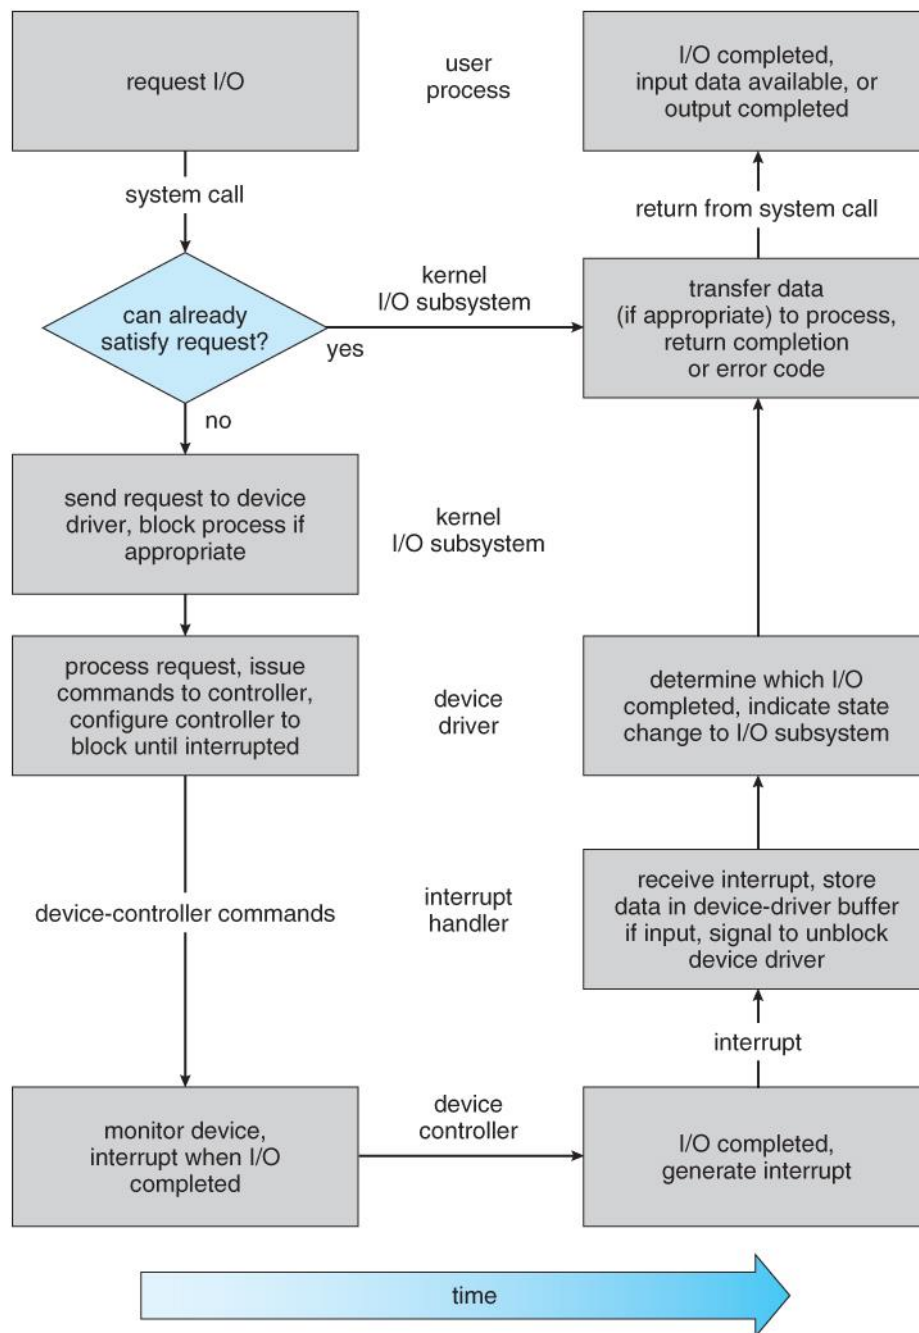 request I/O
user
process
I/O completed,
input data available, or
output completed
system call
return from system call
can already
satisfy request?
kernel
I/O subsystem
yes
transfer data
(if appropriate) to process,
return completion
or error code
no
send request to device
driver, block process if
appropriate
kernel
I/O subsystem
process request, issue
commands to controller,
configure controller to
block until interrupted
device
driver
determine which I/O
completed, indicate state
change to I/O subsystem
device-controller commands
interrupt
handler
receive interrupt, store
data in device-driver buffer
if input, signal to unblock
device driver
interrupt
monitor device,
interrupt when I/O
completed
device
controller
I/O completed,
generate interrupt
time